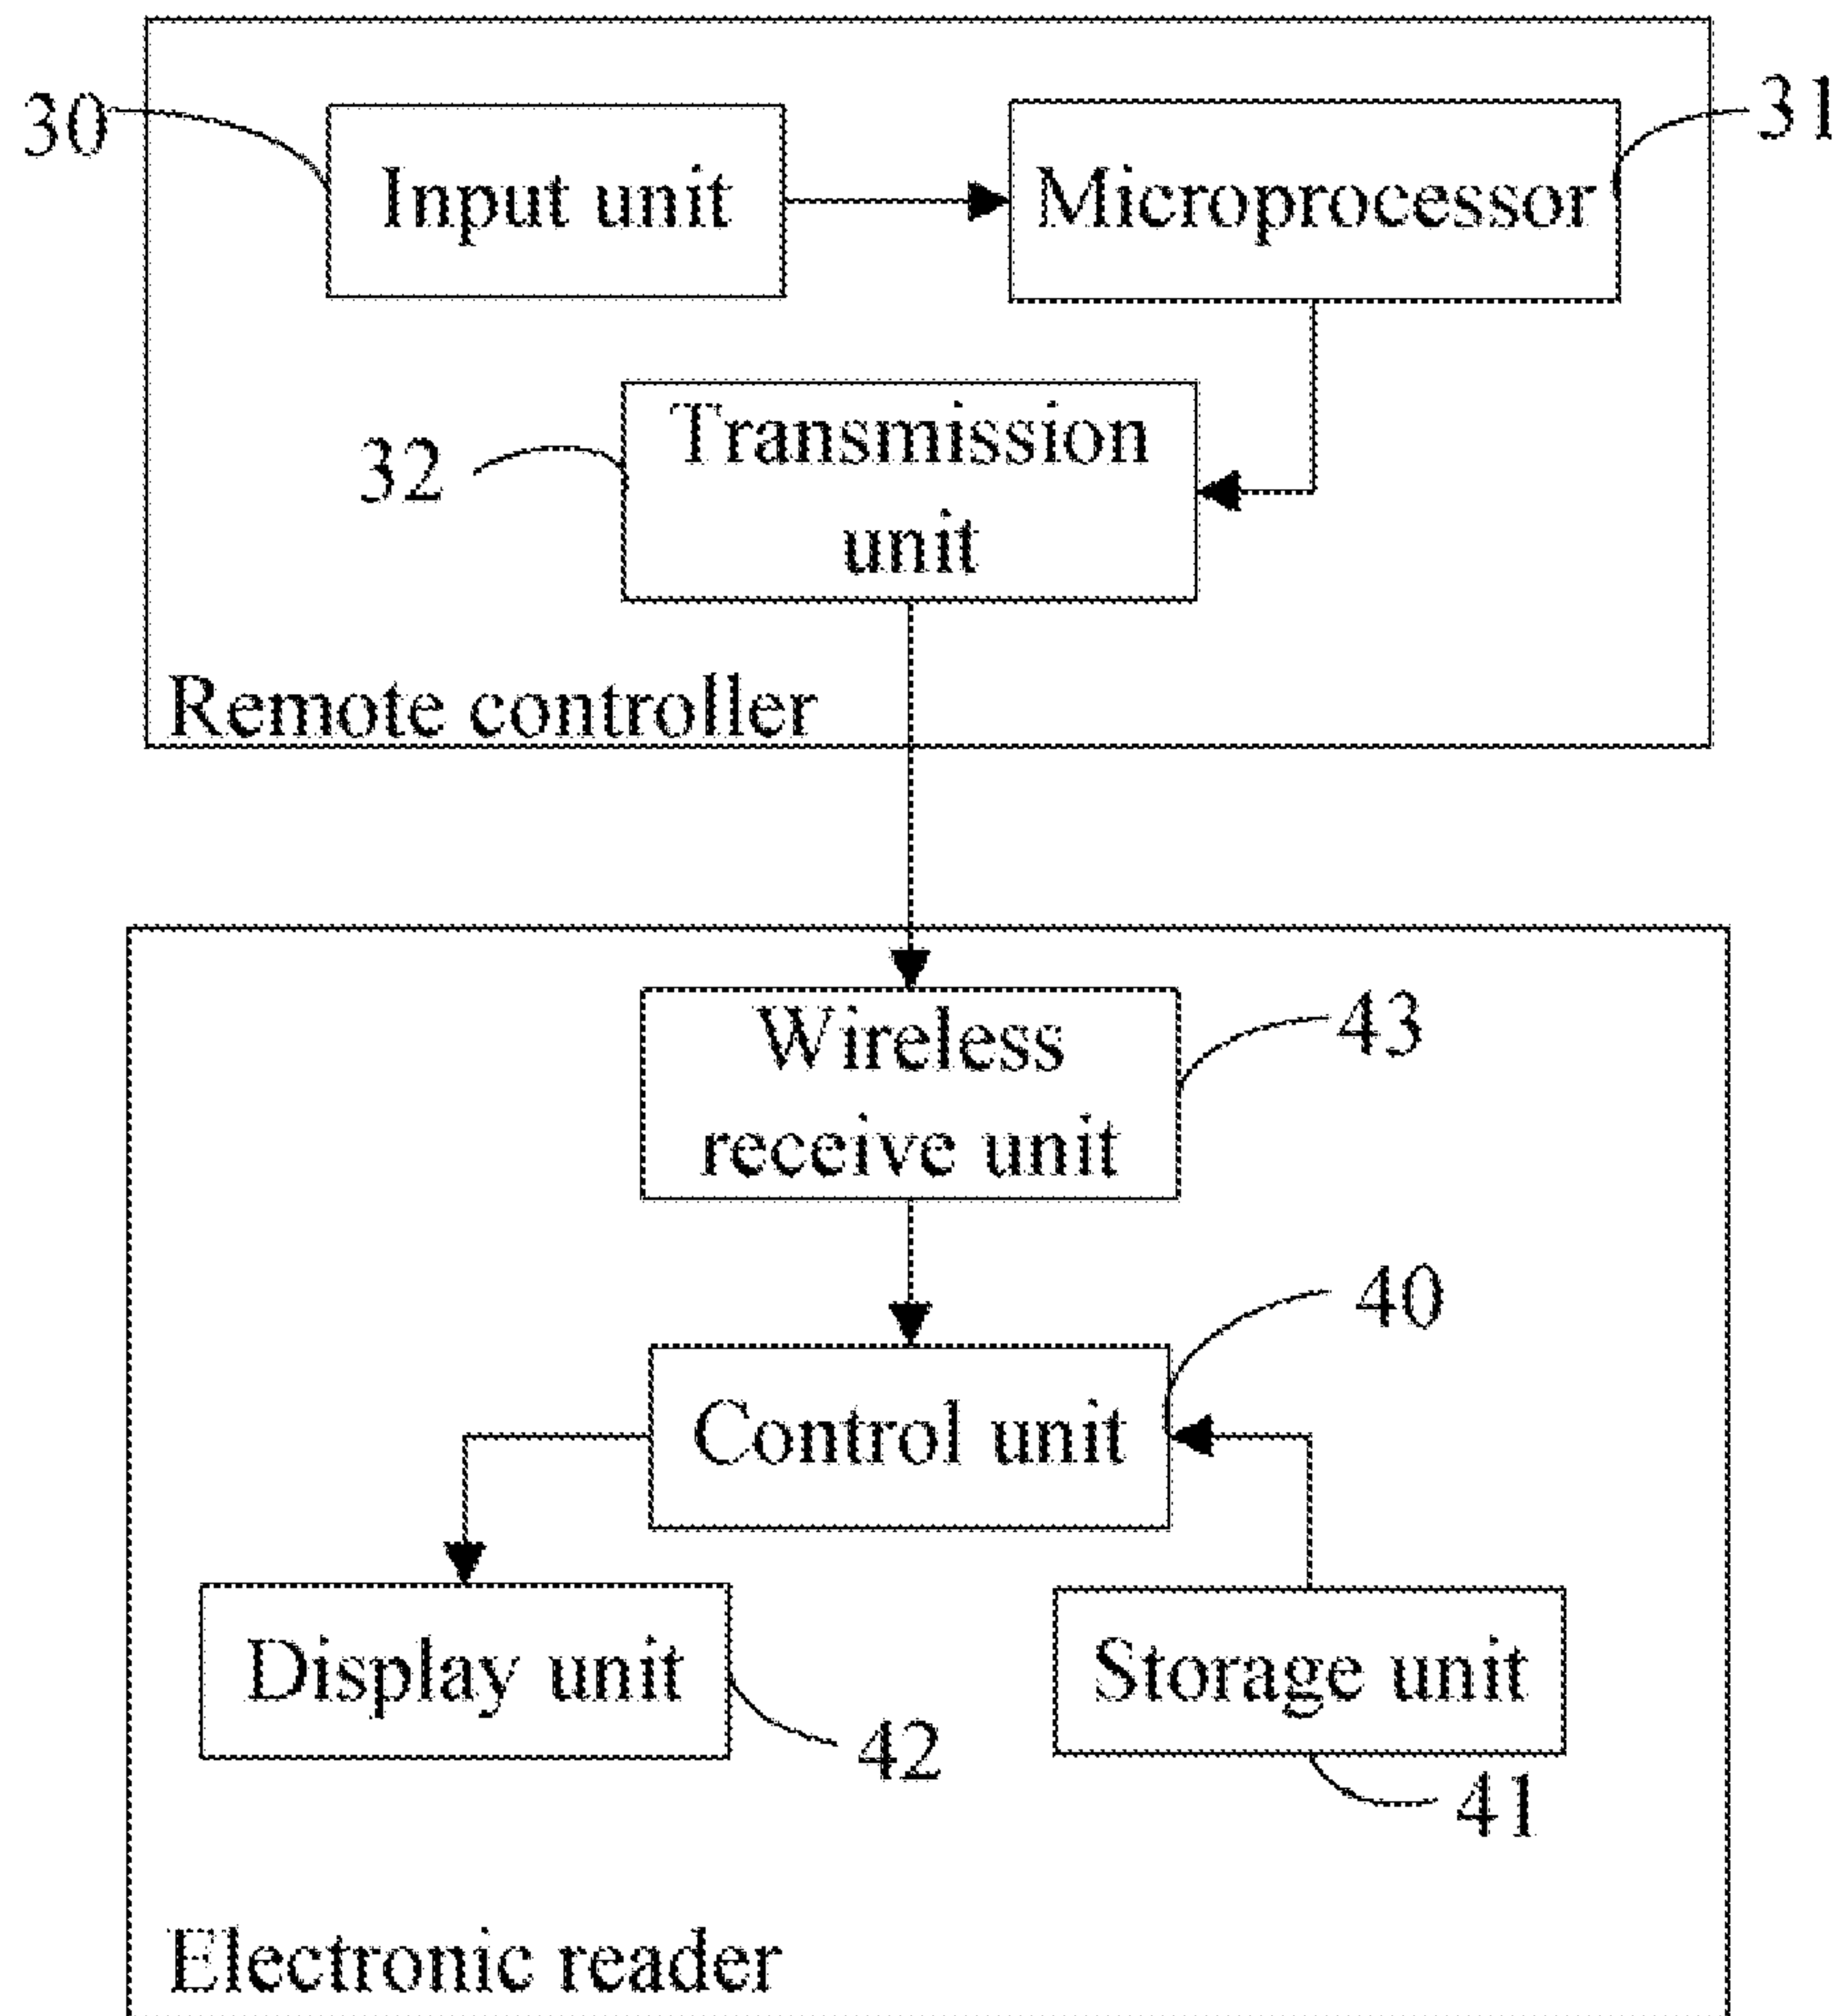 30
Input unit
Microprocessor
31
32
Transmission
unit
Remote controller
Wireless
receive unit
43
Control unit
40
Display unit
42
Storage unit
41
Electronic reader